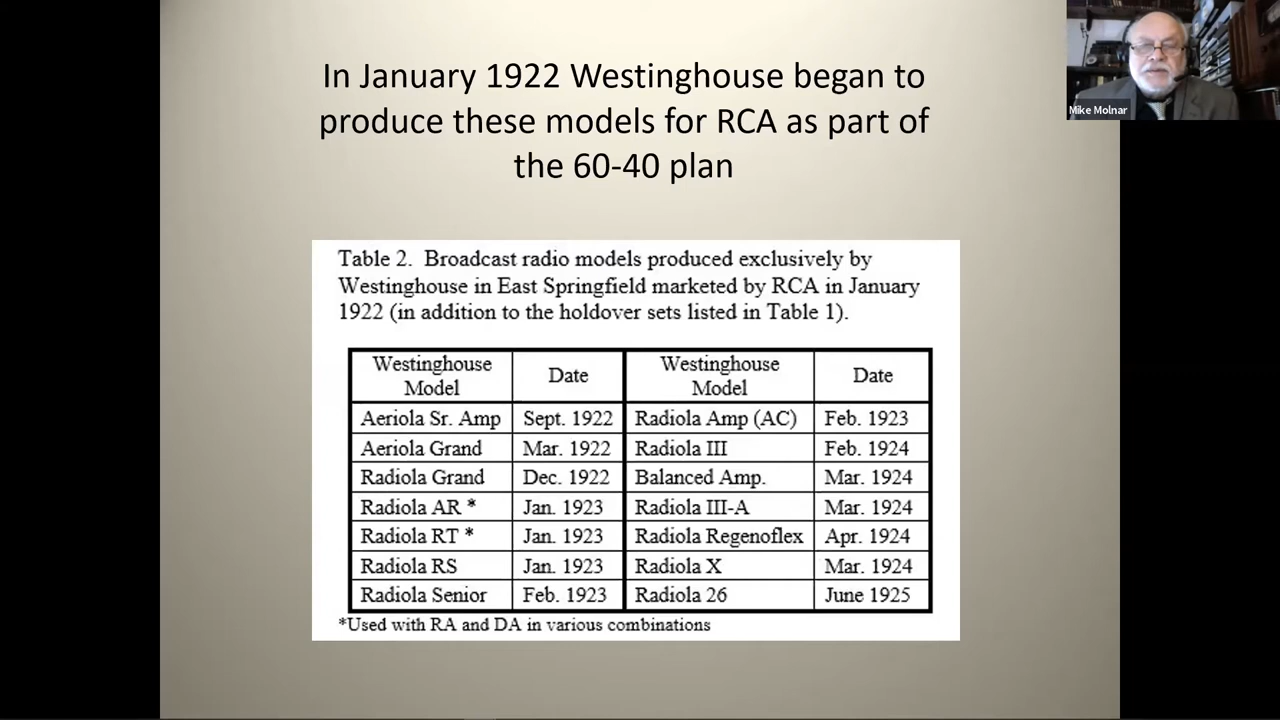 In January 1922 Westinghouse began to
produce these models for RCA as part of
the 60-40 plan
Mike Molnar
Table 2. Broadcast radio models produced exclusively by
Westinghouse in East Springfield marketed by RCA in January
1922 (in addition to the holdover sets listed in Table 1).
Westinghouse Model Date Westinghouse Model Date
Aeriola Sr. Amp Sept. 1922 Radiola Amp (AC) Feb. 1923
Aeriola Grand Mar. 1922 Radiola III Feb. 1924
Radiola Grand Dec. 1922 Balanced Amp. Mar. 1924
Radiola AR * Jan. 1923 Radiola III-A Mar. 1924
Radiola RT * Jan. 1923 Radiola Regenoflex Apr. 1924
Radiola RS Jan. 1923 Radiola X Mar. 1924
Radiola Senior Feb. 1923 Radiola 26 June 1925
*Used with RA and DA in various combinations